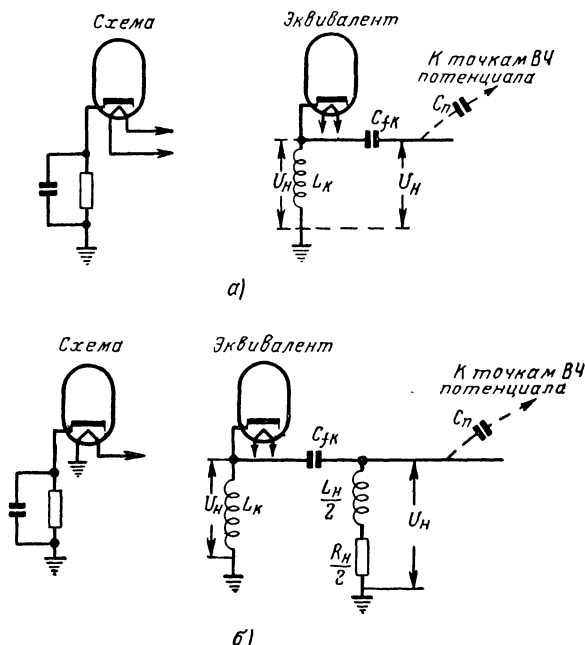 Схема
Эквивалент
К точкам ВЧ
потенциала
Cп
Cfк
Uн
Lк
Uн
а)
Схема
Эквивалент
К точкам ВЧ
потенциала
Cп
Cfк
Uн
Lк
Lн
2
Rн
2
Uн
б)